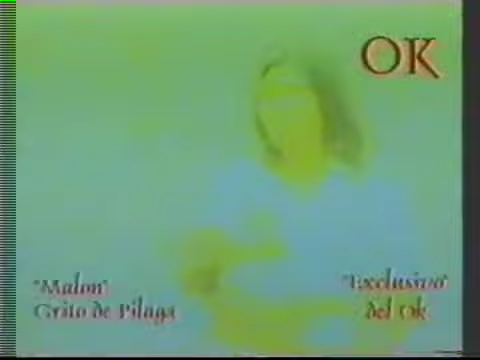 OK
"Malon"
Grito de Pilaga
"Exclusivo"
del Ok